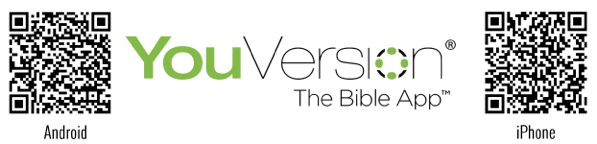 YouVersion®
The Bible App™
Android
iPhone